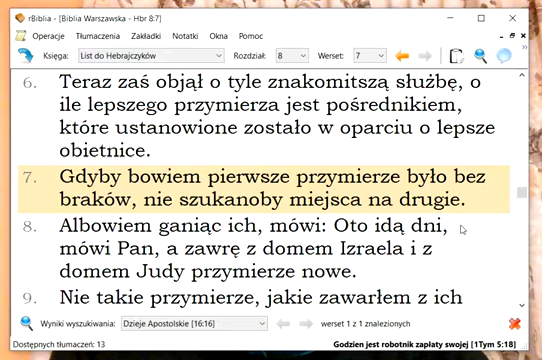 rBiblia - [Biblia Warszawska - Hbr 8:7]
Operacje Tłumaczenia Zakładki Notatki Okna Pomoc
Księga: List do Hebrajczyków Rozdział: 8 Werset: 7
6. Teraz zaś objął o tyle znakomitszą służbę, o
ile lepszego przymierza jest pośrednikiem,
które ustanowione zostało w oparciu o lepsze
obietnice.
7. Gdyby bowiem pierwsze przymierze było bez
braków, nie szukanoby miejsca na drugie.
8. Albowiem ganiąc ich, mówi: Oto idą dni,
mówi Pan, a zawrę z domem Izraela i z
domem Judy przymierze nowe.
9. Nie takie przymierze, jakie zawarłem z ich
Wyniki wyszukiwania: Dzieje Apostolskie [16:16] werset 1 z 1 znalezionych
Dostępnych tłumaczeń: 13 Godzien jest robotnik zapłaty swojej [1Tym 5:18]